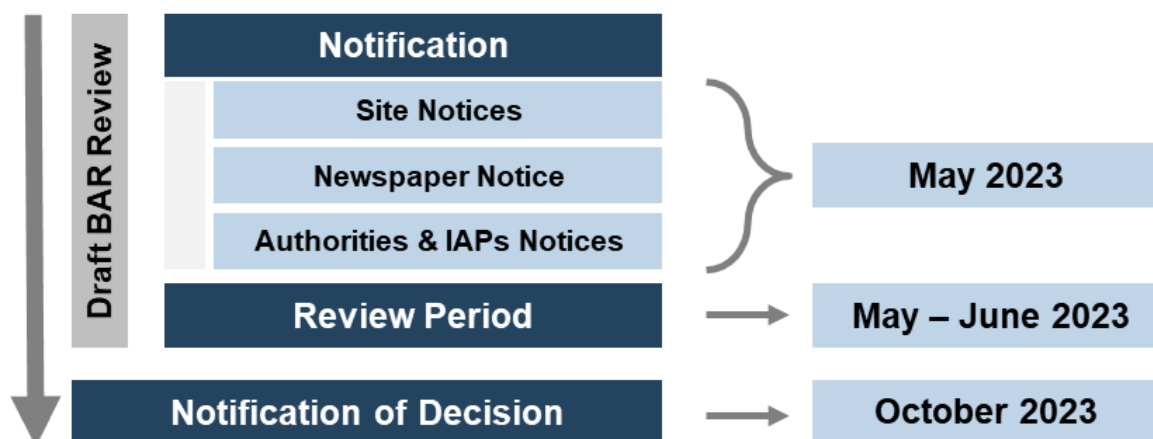 Draft BAR Review
Notification
Site Notices
Newspaper Notice
Authorities & IAPs Notices
May 2023
Review Period
May – June 2023
Notification of Decision
October 2023